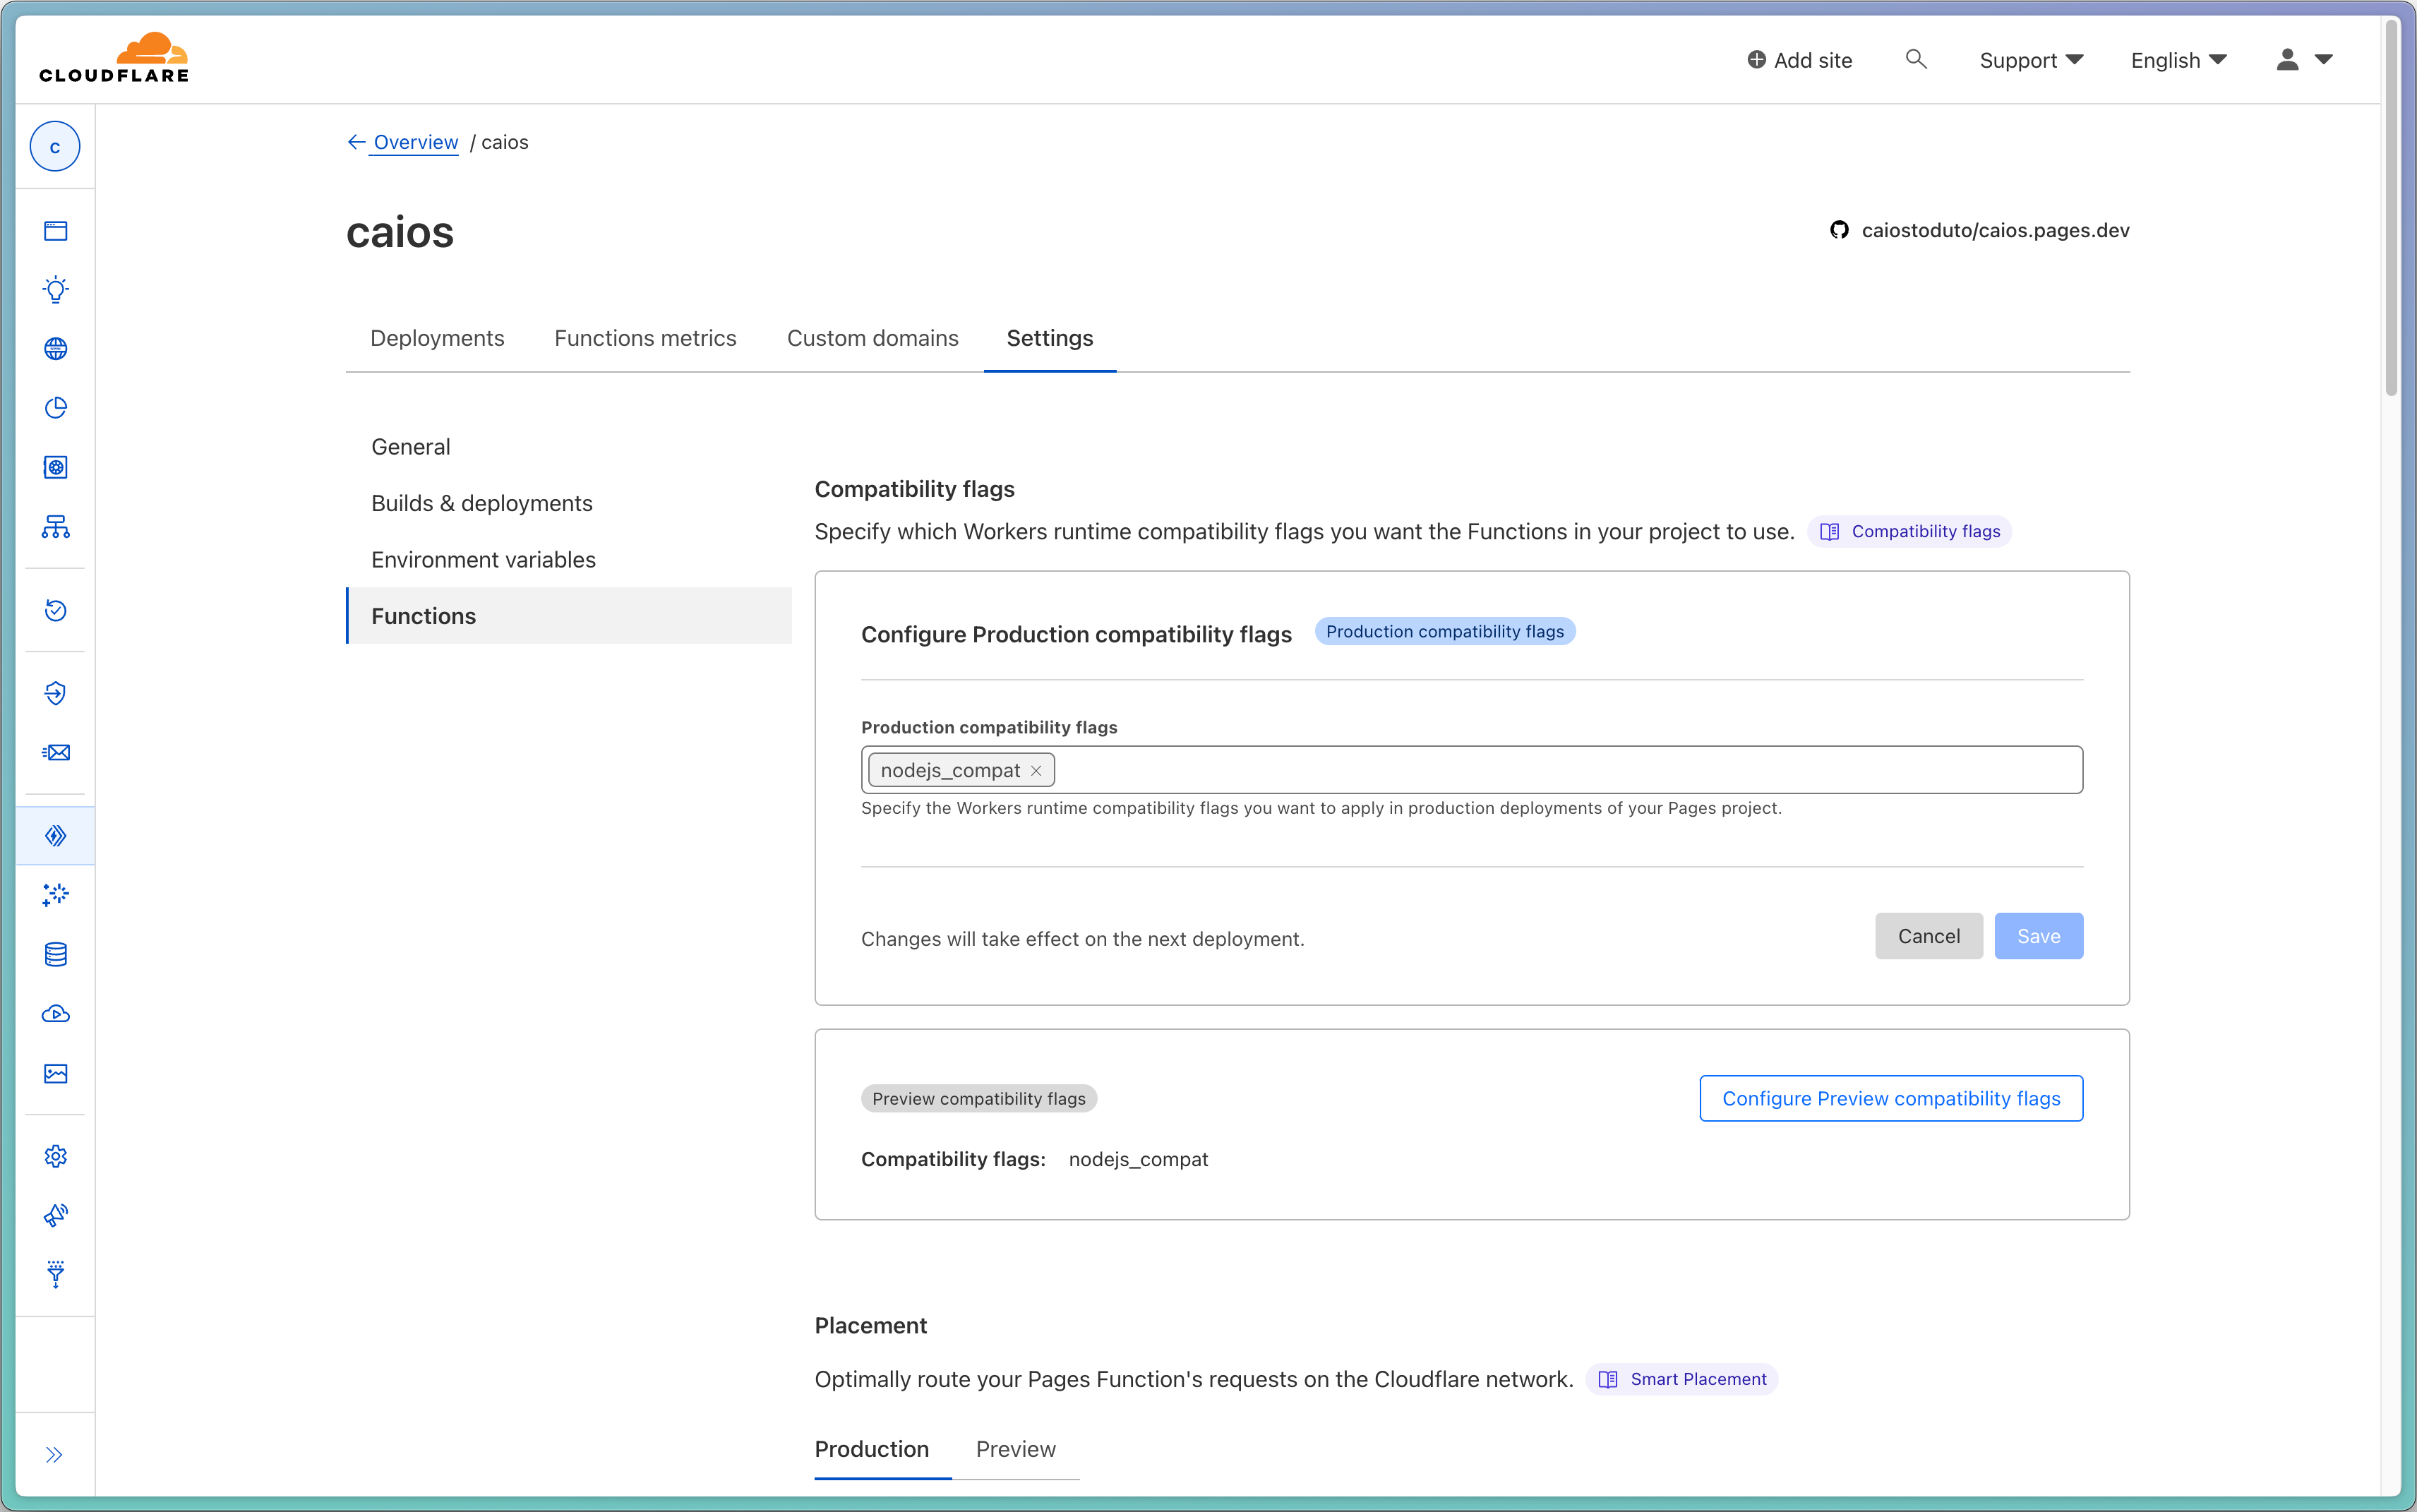 CLOUDFLARE
Add site
Support
English
C
← Overview / caios
caios
caiostoduto/caios.pages.dev
Deployments
Functions metrics
Custom domains
Settings
General
Builds & deployments
Environment variables
Functions
Compatibility flags
Specify which Workers runtime compatibility flags you want the Functions in your project to use.
Compatibility flags
Configure Production compatibility flags
Production compatibility flags
Production compatibility flags
nodejs_compat ×
Specify the Workers runtime compatibility flags you want to apply in production deployments of your Pages project.
Changes will take effect on the next deployment.
Cancel
Save
Preview compatibility flags
Configure Preview compatibility flags
Compatibility flags: nodejs_compat
Placement
Optimally route your Pages Function's requests on the Cloudflare network.
Smart Placement
Production
Preview